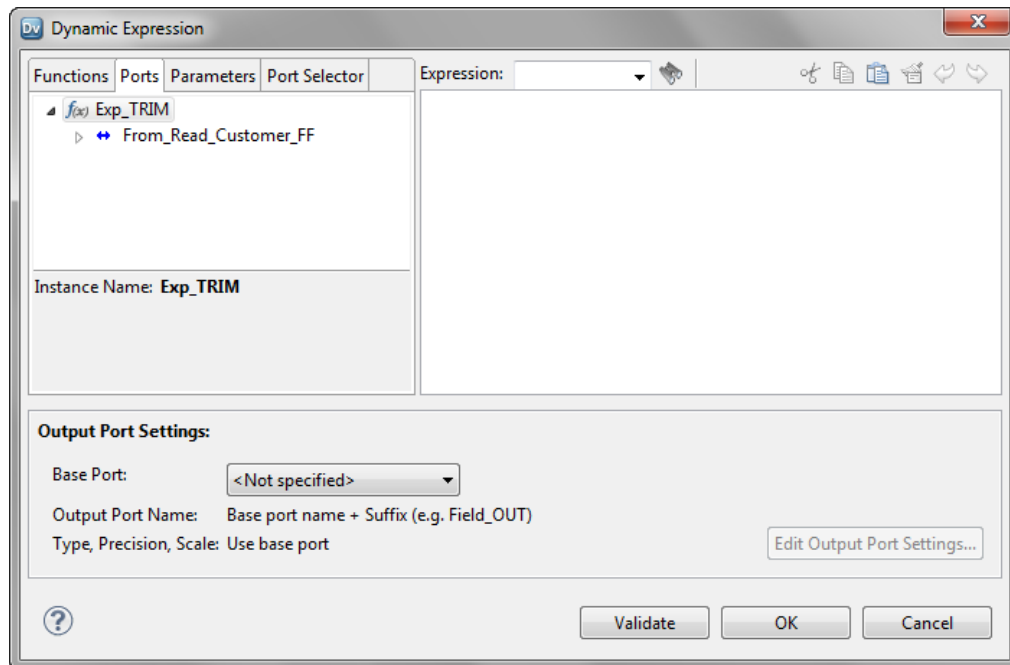 Dv Dynamic Expression
Functions Ports Parameters Port Selector
Expression:
f(x) Exp_TRIM
From_Read_Customer_FF
Instance Name: Exp_TRIM
Output Port Settings:
Base Port: <Not specified>
Output Port Name: Base port name + Suffix (e.g. Field_OUT)
Type, Precision, Scale: Use base port
Edit Output Port Settings...
? Validate OK Cancel